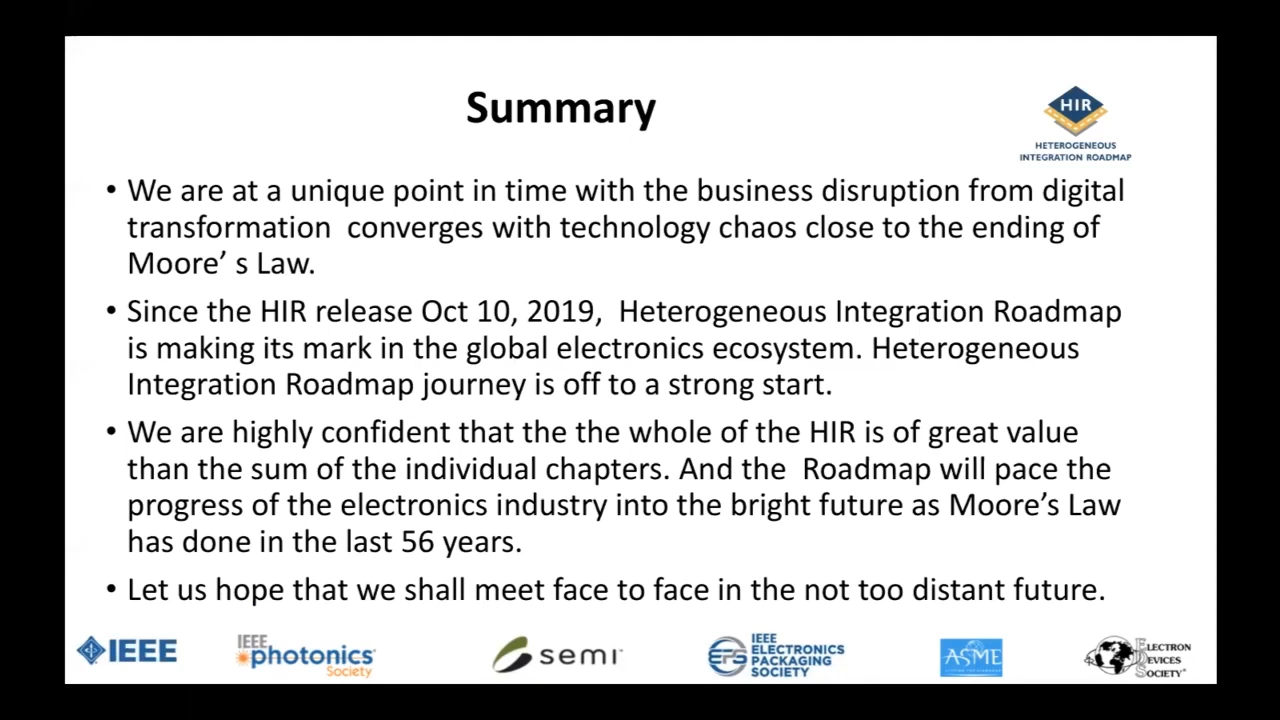 Summary
HIR
HETEROGENEOUS
INTEGRATION ROADMAP
• We are at a unique point in time with the business disruption from digital
transformation  converges with technology chaos close to the ending of
Moore’ s Law.
• Since the HIR release Oct 10, 2019,  Heterogeneous Integration Roadmap
is making its mark in the global electronics ecosystem. Heterogeneous
Integration Roadmap journey is off to a strong start.
• We are highly confident that the the whole of the HIR is of great value
than the sum of the individual chapters. And the  Roadmap will pace the
progress of the electronics industry into the bright future as Moore’s Law
has done in the last 56 years.
• Let us hope that we shall meet face to face in the not too distant future.
IEEE
IEEE
photonics
Society
semi
EPS
IEEE
ELECTRONICS
PACKAGING
SOCIETY
ASME
ELECTRON
DEVICES
SOCIETY®